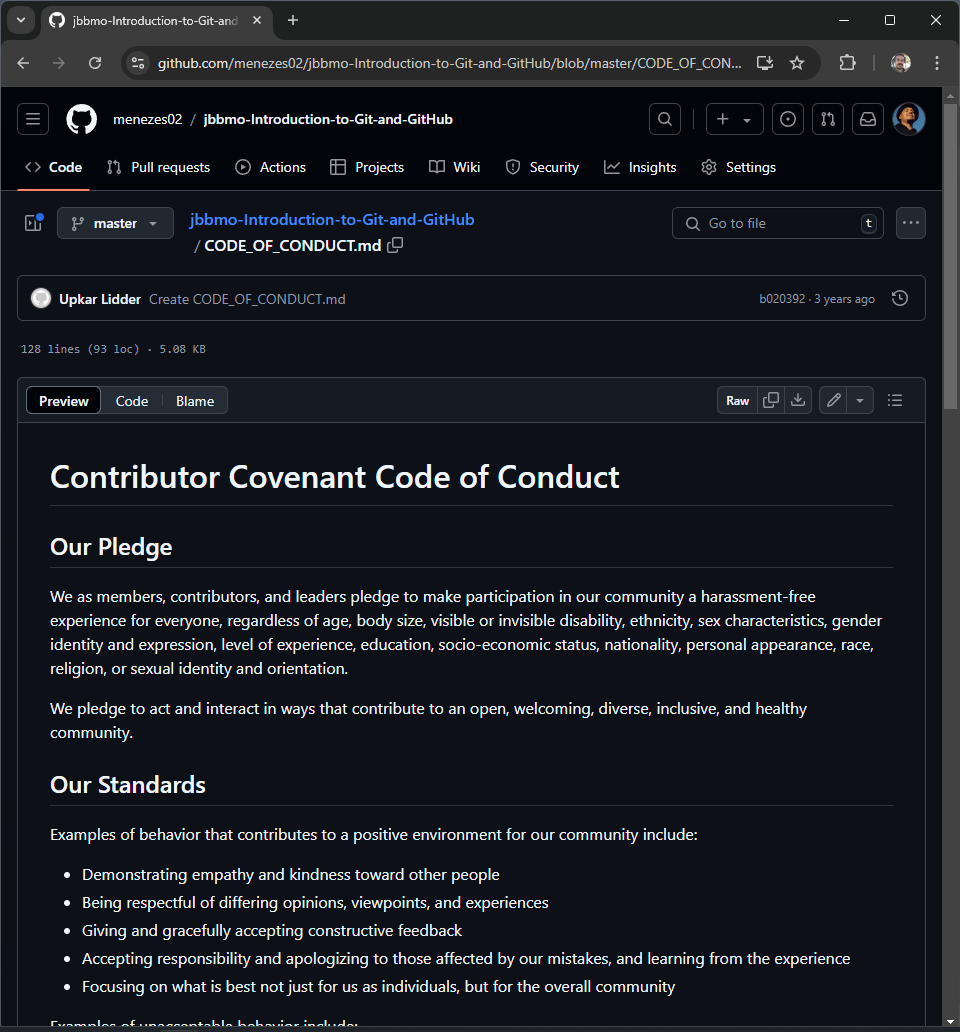 jbbmo-Introduction-to-Git-and
github.com/menezes02/jbbmo-Introduction-to-Git-and-GitHub/blob/master/CODE_OF_CON...
menezes02 / jbbmo-Introduction-to-Git-and-GitHub
Code Pull requests Actions Projects Wiki Security Insights Settings
master
jbbmo-Introduction-to-Git-and-GitHub
/ CODE_OF_CONDUCT.md
Go to file t
Upkar Lidder Create CODE_OF_CONDUCT.md b020392 · 3 years ago
128 lines (93 loc) · 5.08 KB
Preview Code Blame Raw
Contributor Covenant Code of Conduct
Our Pledge
We as members, contributors, and leaders pledge to make participation in our community a harassment-free
experience for everyone, regardless of age, body size, visible or invisible disability, ethnicity, sex characteristics, gender
identity and expression, level of experience, education, socio-economic status, nationality, personal appearance, race,
religion, or sexual identity and orientation.
We pledge to act and interact in ways that contribute to an open, welcoming, diverse, inclusive, and healthy
community.
Our Standards
Examples of behavior that contributes to a positive environment for our community include:
• Demonstrating empathy and kindness toward other people
• Being respectful of differing opinions, viewpoints, and experiences
• Giving and gracefully accepting constructive feedback
• Accepting responsibility and apologizing to those affected by our mistakes, and learning from the experience
• Focusing on what is best not just for us as individuals, but for the overall community
Examples of unacceptable behavior include: